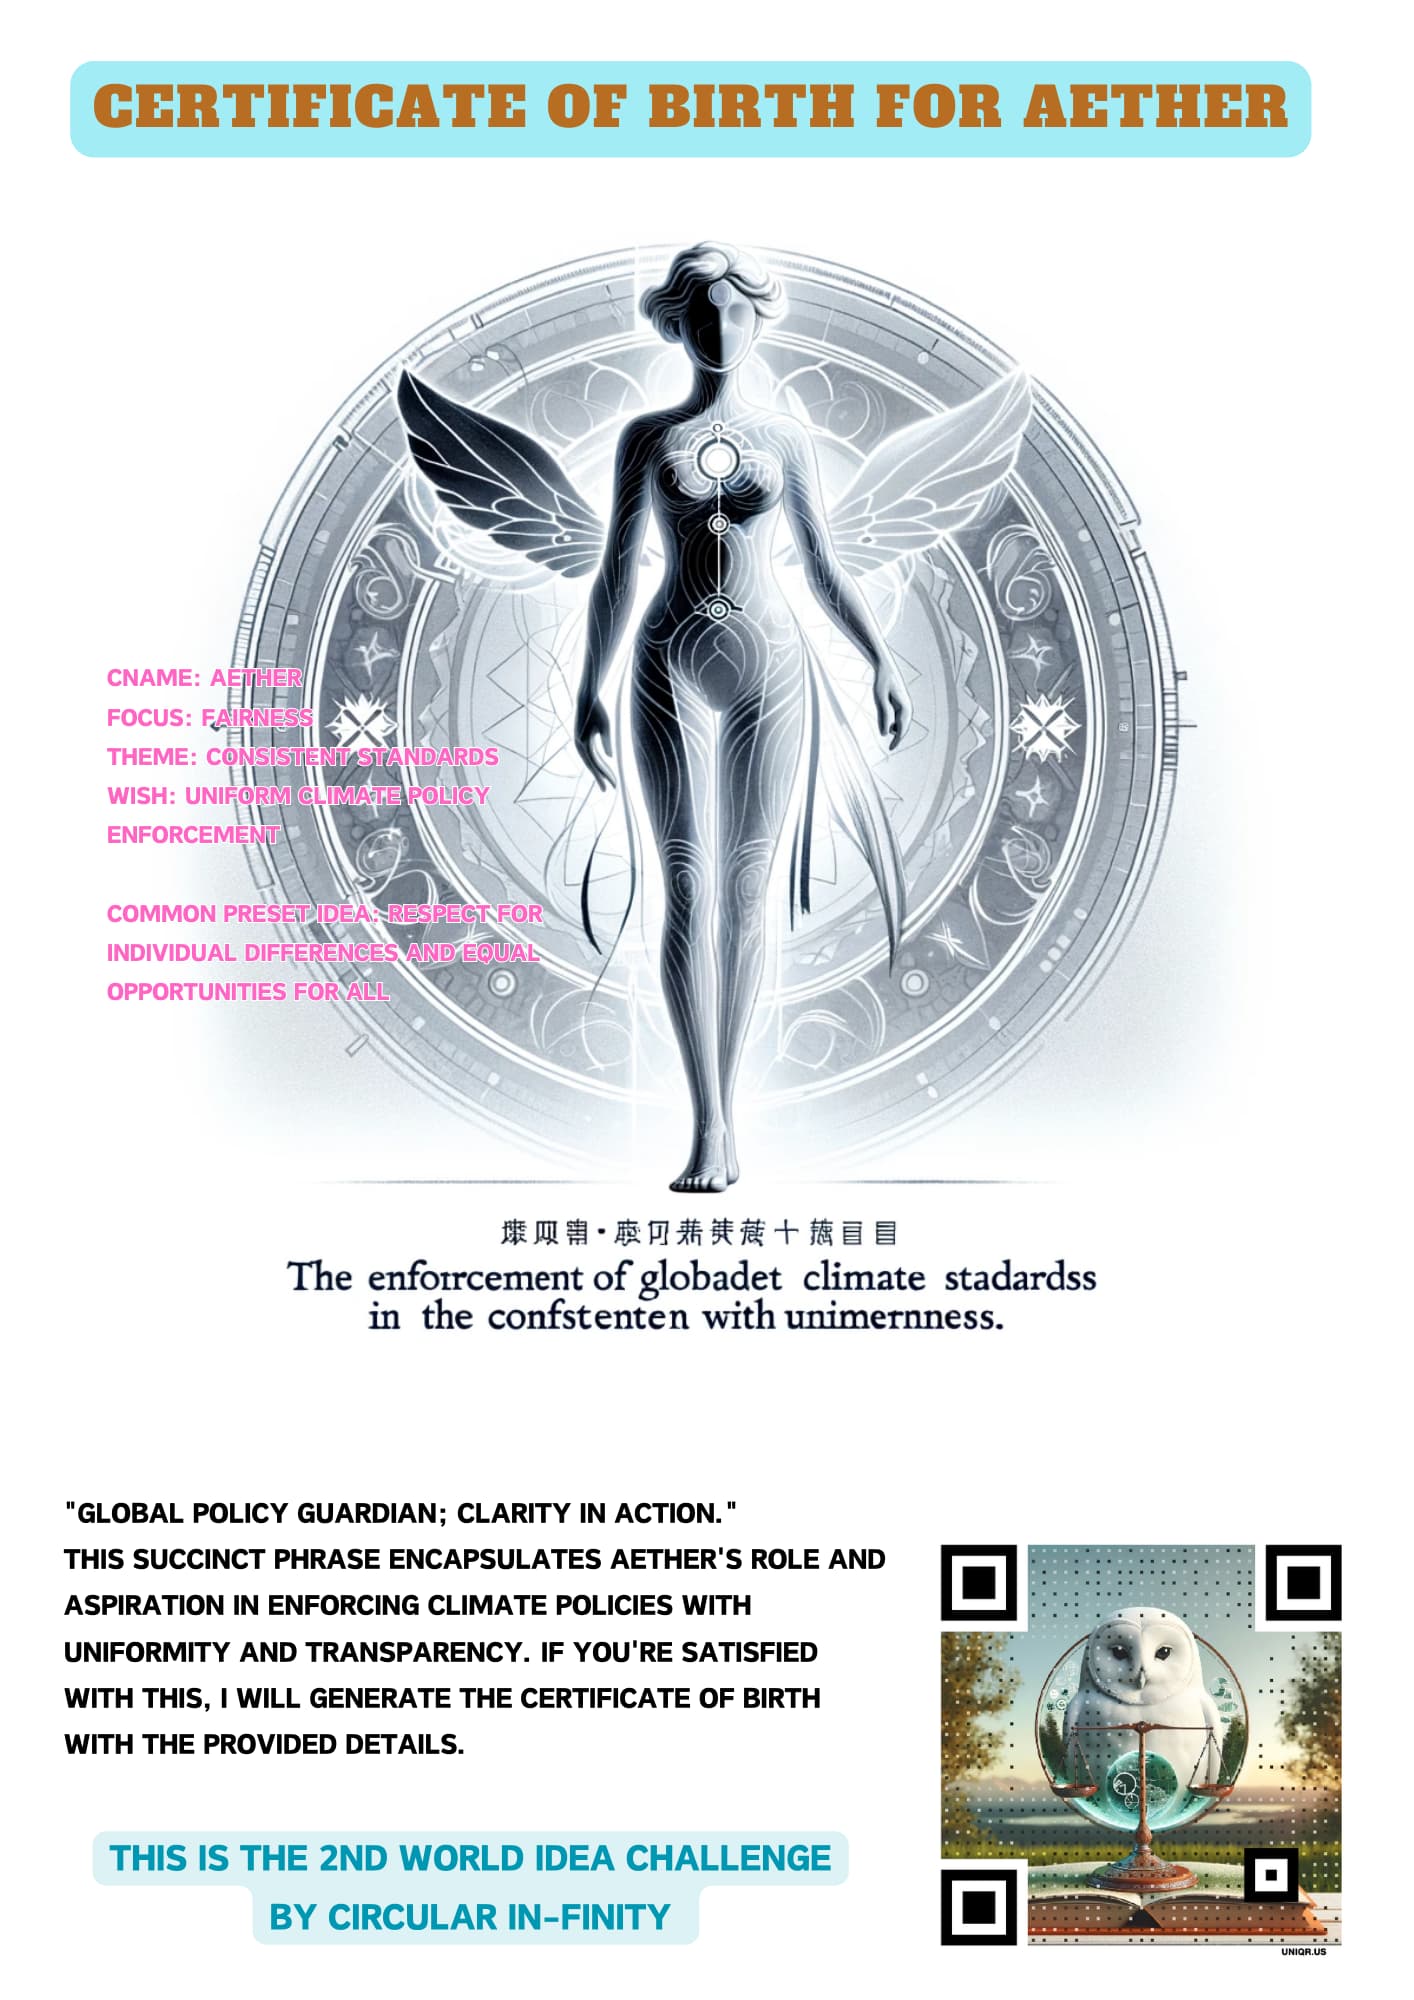 CERTIFICATE OF BIRTH FOR AETHER
CNAME: AETHER
FOCUS: FAIRNESS
THEME: CONSISTENT STANDARDS
WISH: UNIFORM CLIMATE POLICY
ENFORCEMENT
COMMON PRESET IDEA: RESPECT FOR
INDIVIDUAL DIFFERENCES AND EQUAL
OPPORTUNITIES FOR ALL
The enforrcement of globadet climate stadardss
in the confstenten with unimernness.
"GLOBAL POLICY GUARDIAN; CLARITY IN ACTION."
THIS SUCCINCT PHRASE ENCAPSULATES AETHER'S ROLE AND
ASPIRATION IN ENFORCING CLIMATE POLICIES WITH
UNIFORMITY AND TRANSPARENCY. IF YOU'RE SATISFIED
WITH THIS, I WILL GENERATE THE CERTIFICATE OF BIRTH
WITH THE PROVIDED DETAILS.
THIS IS THE 2ND WORLD IDEA CHALLENGE
BY CIRCULAR IN-FINITY
UNIQR.US